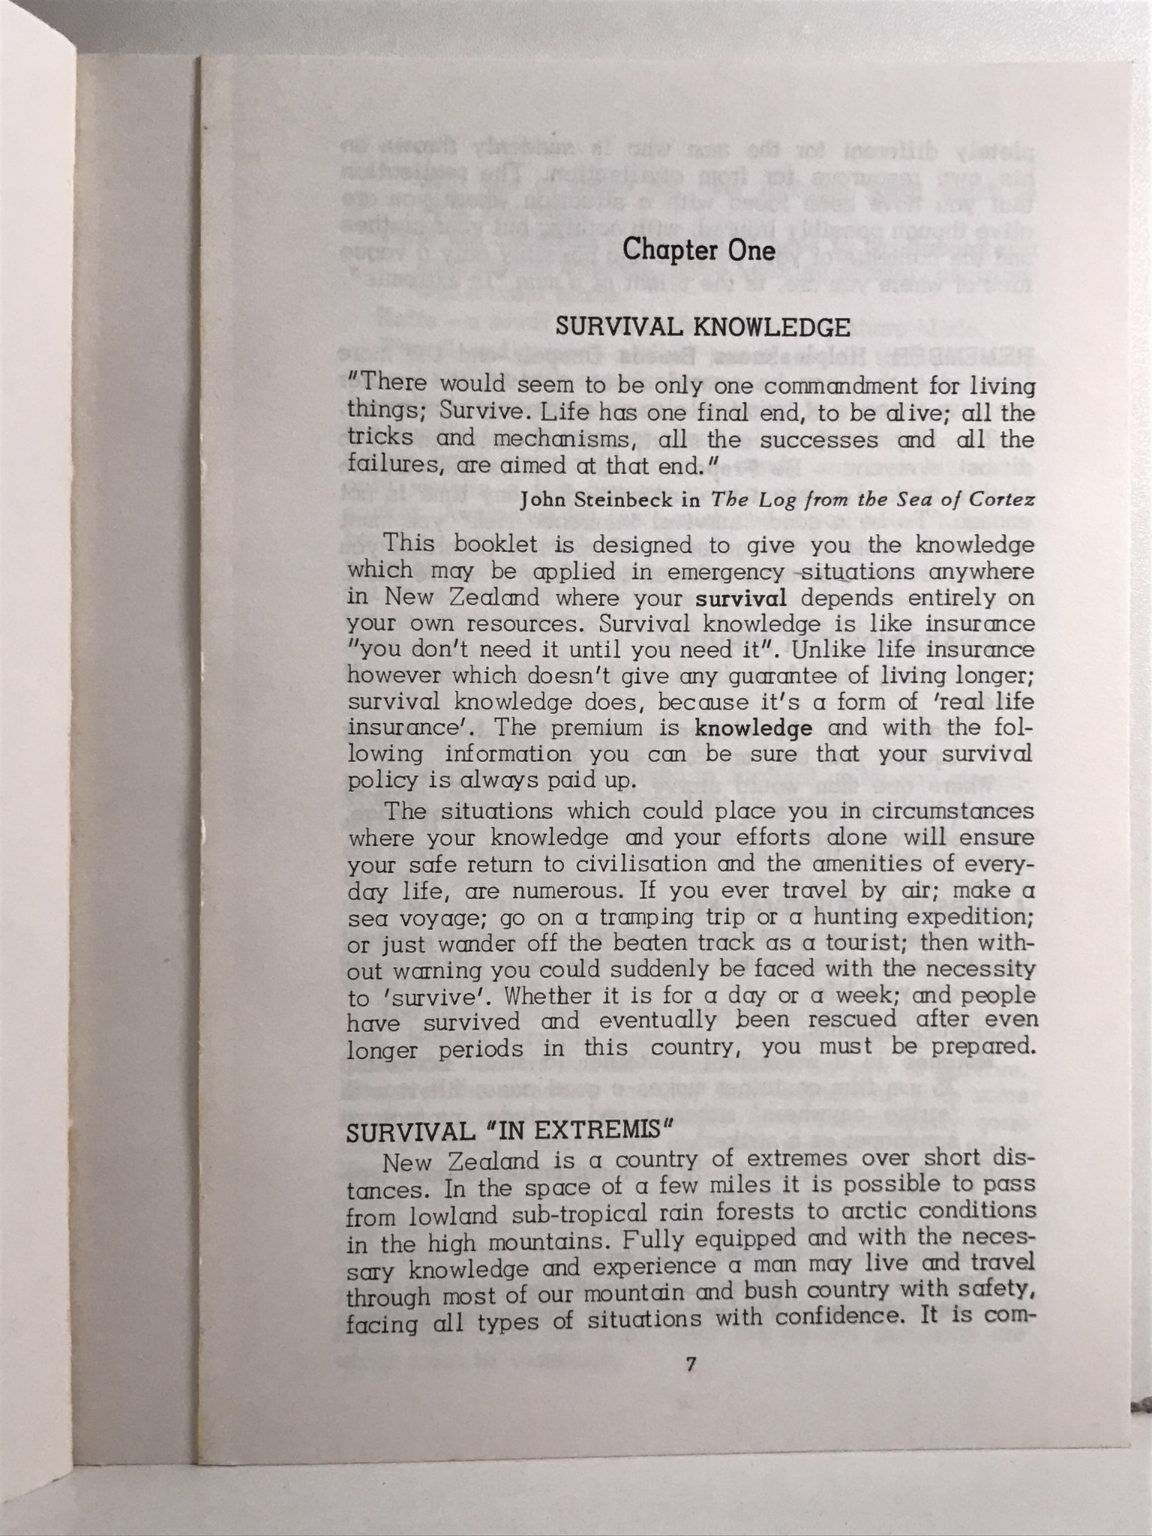 Chapter One
SURVIVAL KNOWLEDGE
"There would seem to be only one commandment for living
things; Survive. Life has one final end, to be alive; all the
tricks and mechanisms, all the successes and all the
failures, are aimed at that end."
John Steinbeck in The Log from the Sea of Cortez
This booklet is designed to give you the knowledge
which may be applied in emergency -situations anywhere
in New Zealand where your survival depends entirely on
your own resources. Survival knowledge is like insurance
"you don't need it until you need it". Unlike life insurance
however which doesn't give any guarantee of living longer;
survival knowledge does, because it's a form of 'real life
insurance'. The premium is knowledge and with the fol-
lowing information you can be sure that your survival
policy is always paid up.
The situations which could place you in circumstances
where your knowledge and your efforts alone will ensure
your safe return to civilisation and the amenities of every-
day life, are numerous. If you ever travel by air; make a
sea voyage; go on a tramping trip or a hunting expedition;
or just wander off the beaten track as a tourist; then with-
out warning you could suddenly be faced with the necessity
to 'survive'. Whether it is for a day or a week; and people
have survived and eventually been rescued after even
longer periods in this country, you must be prepared.
SURVIVAL "IN EXTREMIS"
New Zealand is a country of extremes over short dis-
tances. In the space of a few miles it is possible to pass
from lowland sub-tropical rain forests to arctic conditions
in the high mountains. Fully equipped and with the neces-
sary knowledge and experience a man may live and travel
through most of our mountain and bush country with safety,
facing all types of situations with confidence. It is com-
7